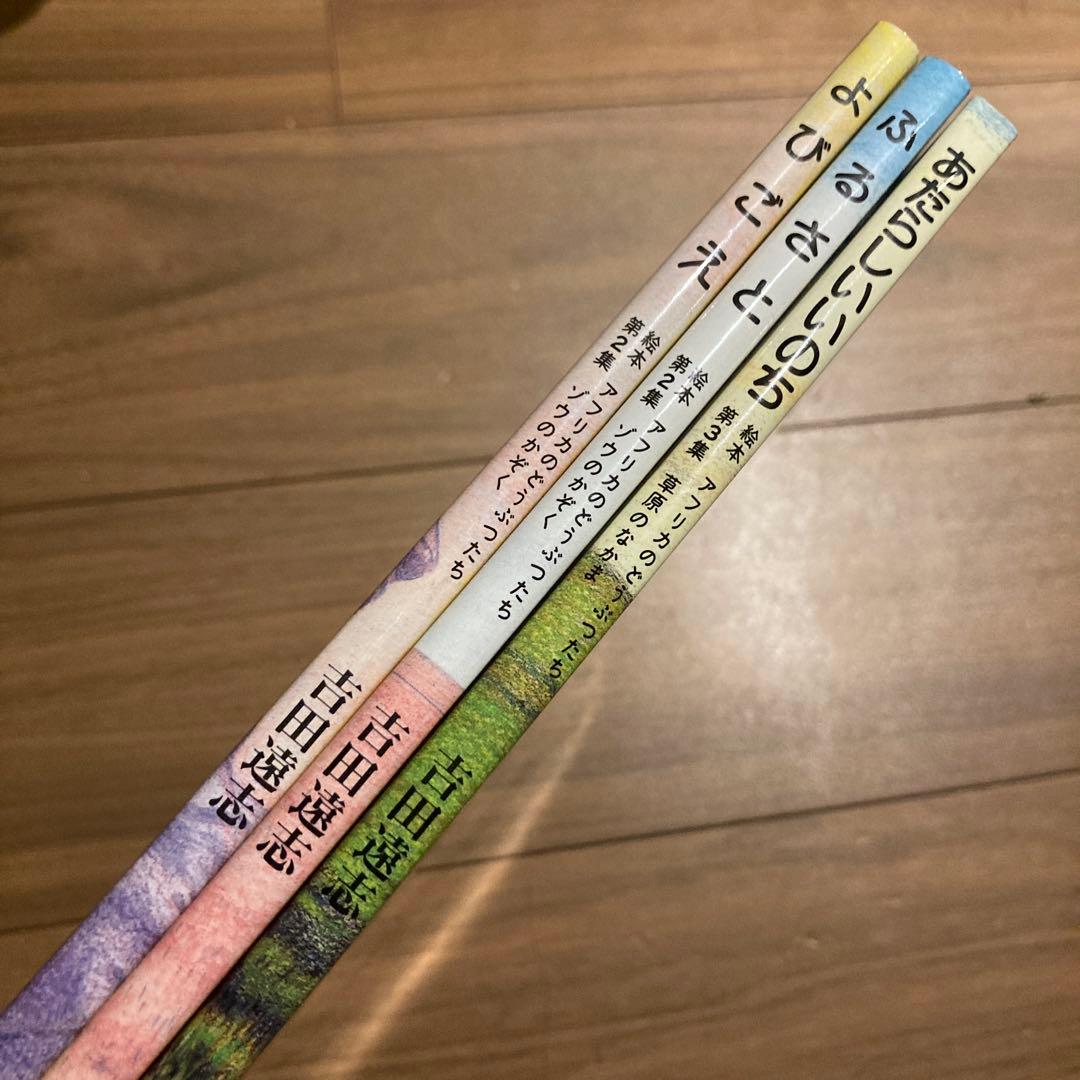 よびごえ
絵本 アフリカのどうぶつたち
第2集 ゾウのかぞく
吉田遠志
ふるさと
絵本 アフリカのどうぶつたち
第2集 ゾウのかぞく
吉田遠志
あたらしいいのち
絵本 アフリカのどうぶつたち
第3集 草原のなかま
吉田遠志